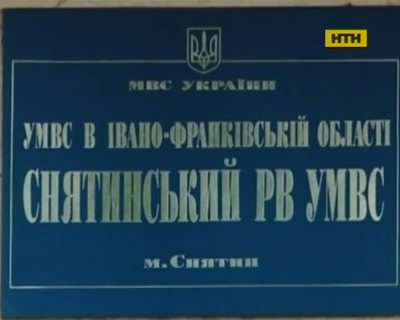 НТН
МВС УКРАЇНИ
УМВС В ІВАНО-ФРАНКІВСЬКІЙ ОБЛАСТІ
СНЯТИНСЬКИЙ РВ УМВС
м. Снятин